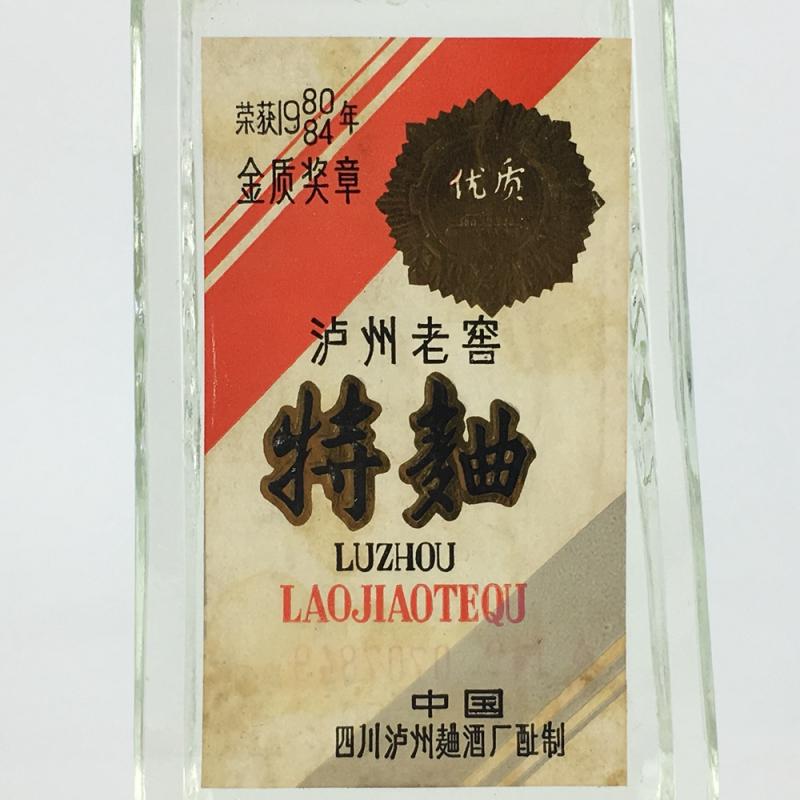 荣获1980 84年
金质奖章
优质
泸州老窖
特麯
LUZHOU
LAOJIAOTEQU
中国
四川泸州麯酒厂酖制